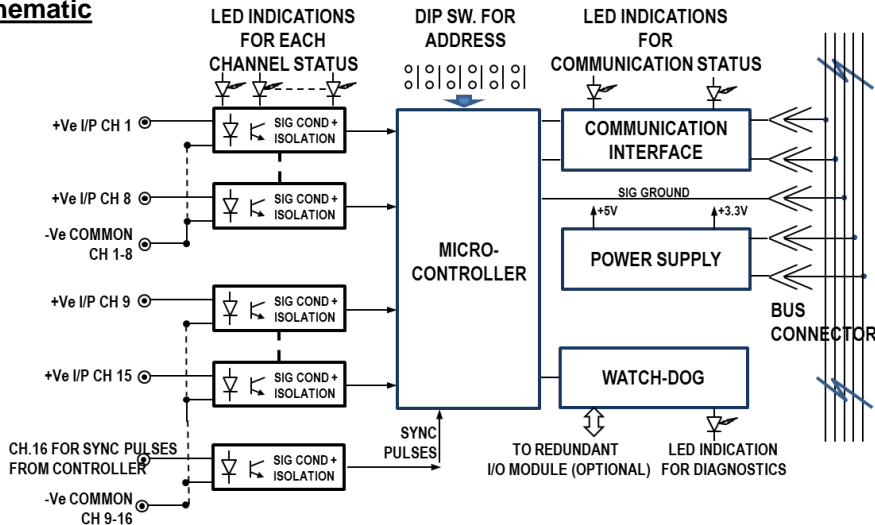 hematic
LED INDICATIONS
FOR EACH
CHANNEL STATUS
DIP SW. FOR
ADDRESS
LED INDICATIONS
FOR
COMMUNICATION STATUS
+Ve I/P CH 1
SIG COND +
ISOLATION
+Ve I/P CH 8
SIG COND +
ISOLATION
-Ve COMMON
CH 1-8
+Ve I/P CH 9
SIG COND +
ISOLATION
+Ve I/P CH 15
SIG COND +
ISOLATION
CH.16 FOR SYNC PULSES
FROM CONTROLLER
SIG COND +
ISOLATION
-Ve COMMON
CH 9-16
SYNC
PULSES
MICRO-
CONTROLLER
COMMUNICATION
INTERFACE
SIG GROUND
+5V
+3.3V
POWER SUPPLY
BUS
CONNECTOR
WATCH-DOG
TO REDUNDANT
I/O MODULE (OPTIONAL)
LED INDICATION
FOR DIAGNOSTICS